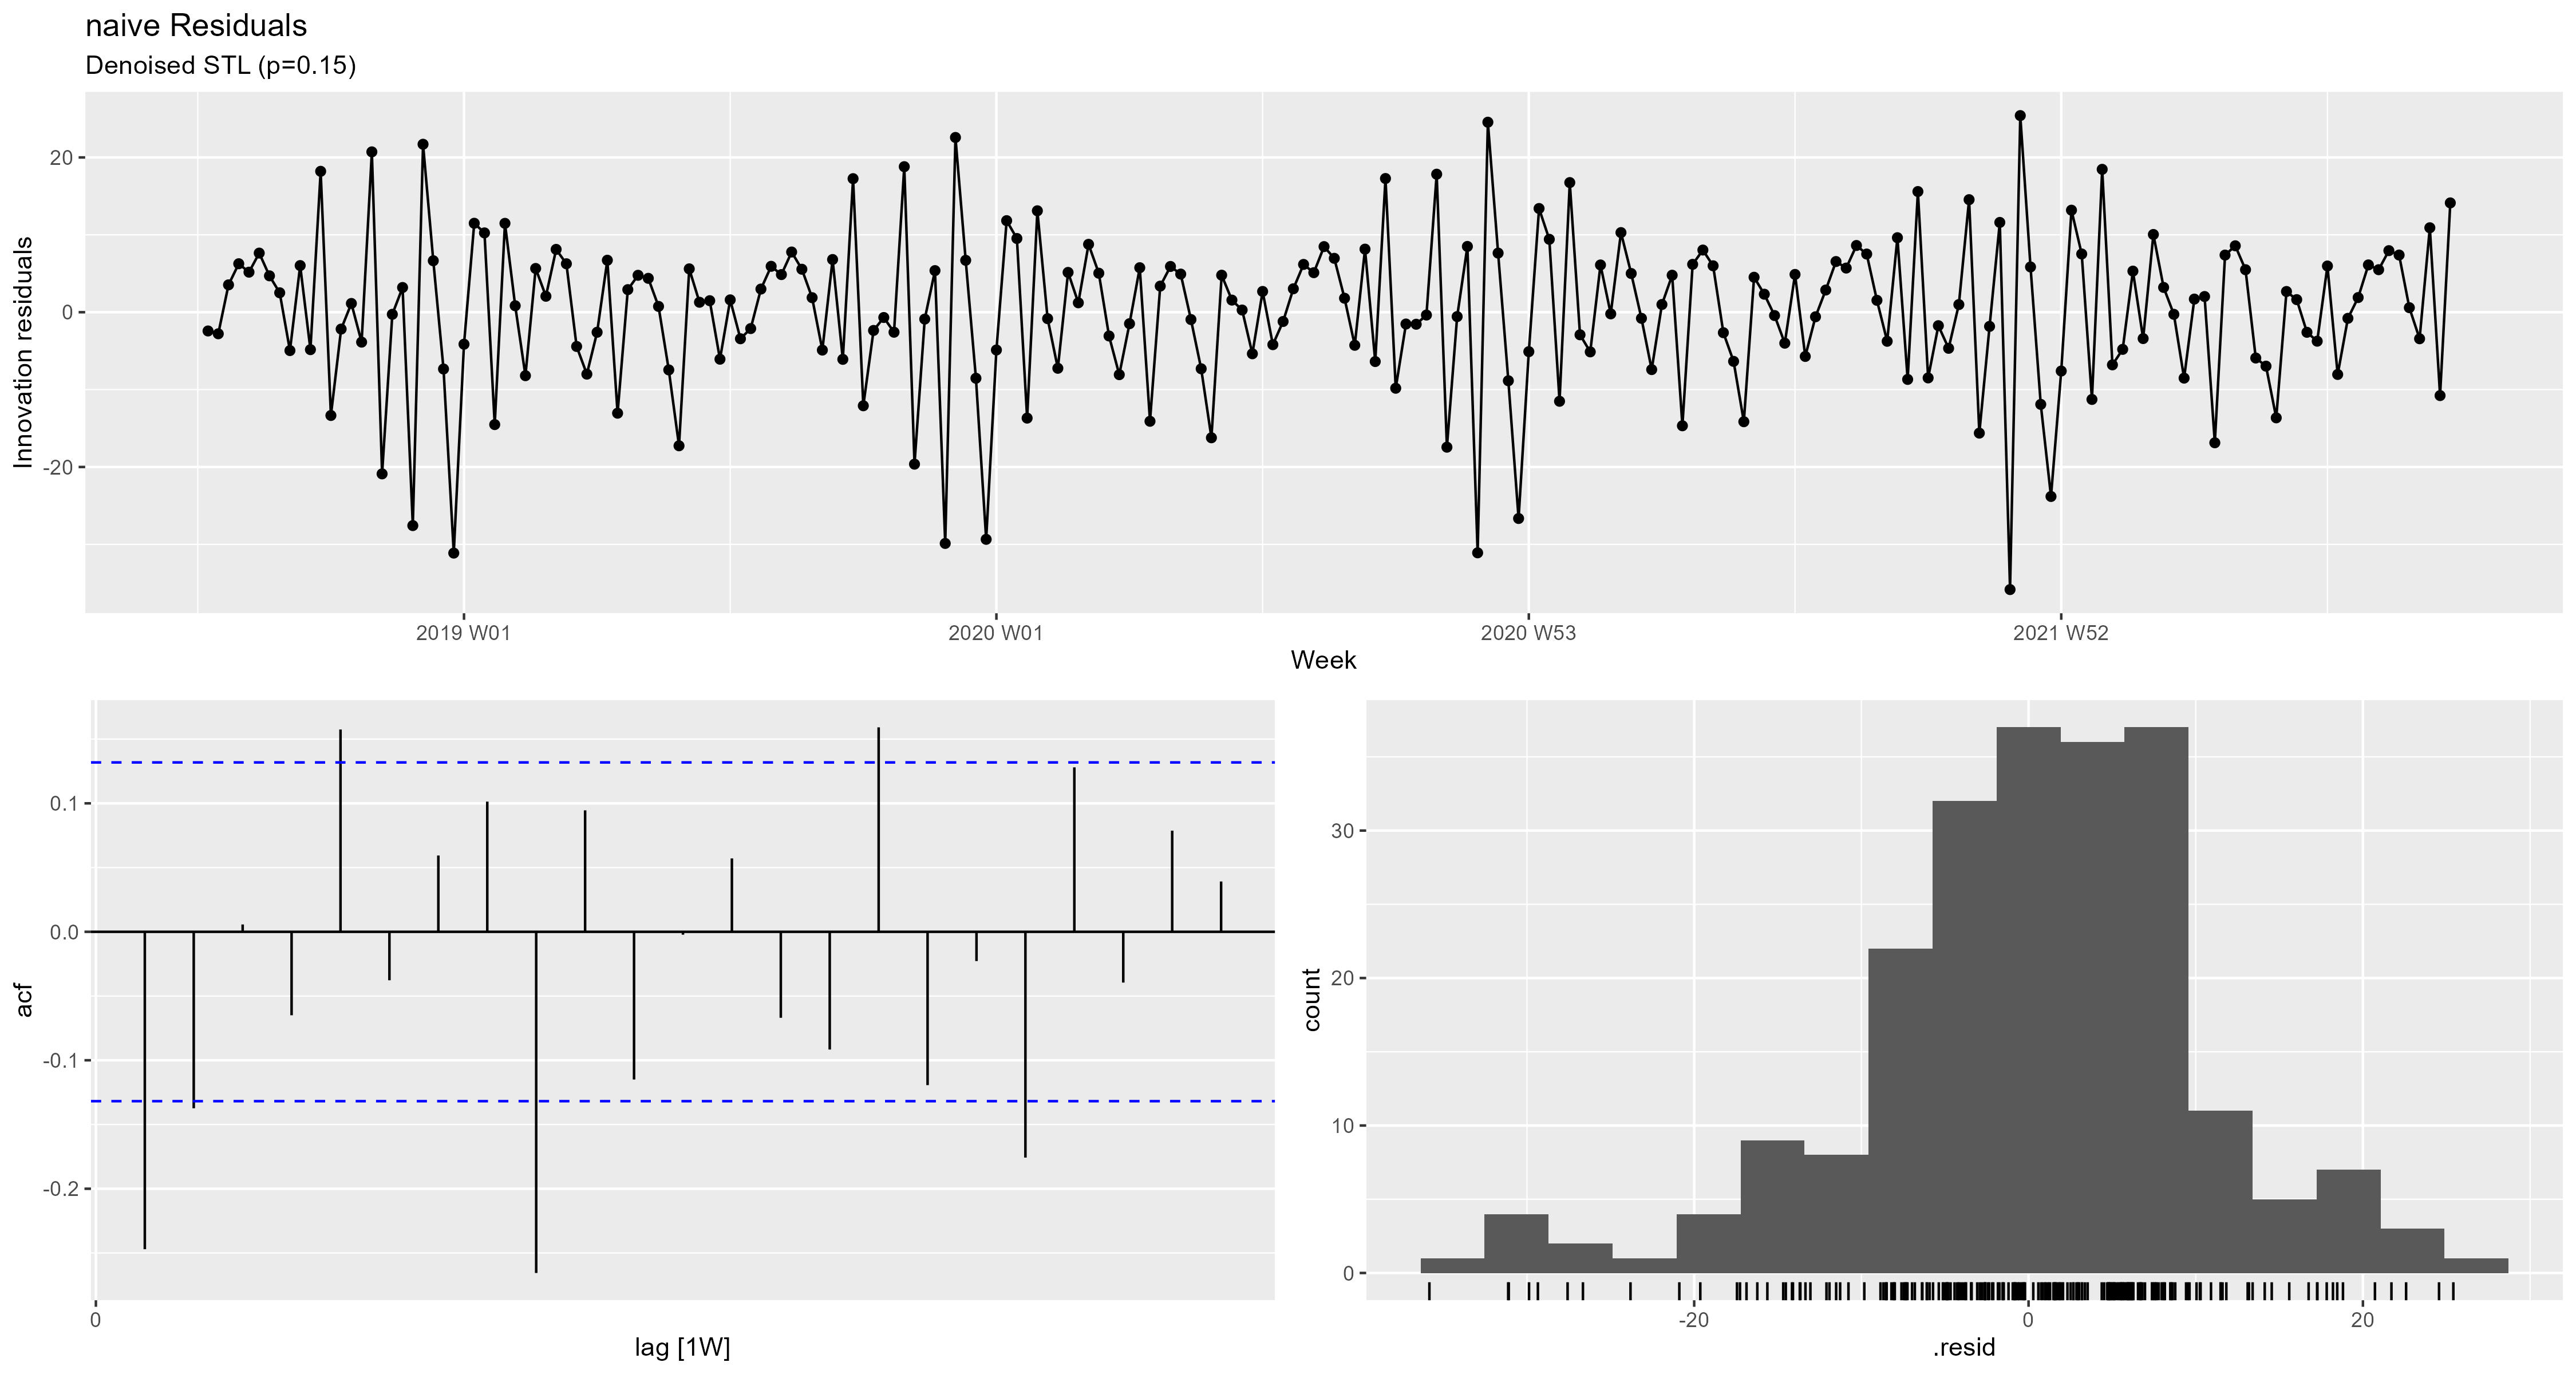 naive Residuals
Denoised STL (p=0.15)
Innovation residuals
20
0
-20
2019 W01
2020 W01
2020 W53
2021 W52
Week
acf
0.1
0.0
-0.1
-0.2
0
lag [1W]
count
30
20
10
0
-20
0
20
.resid